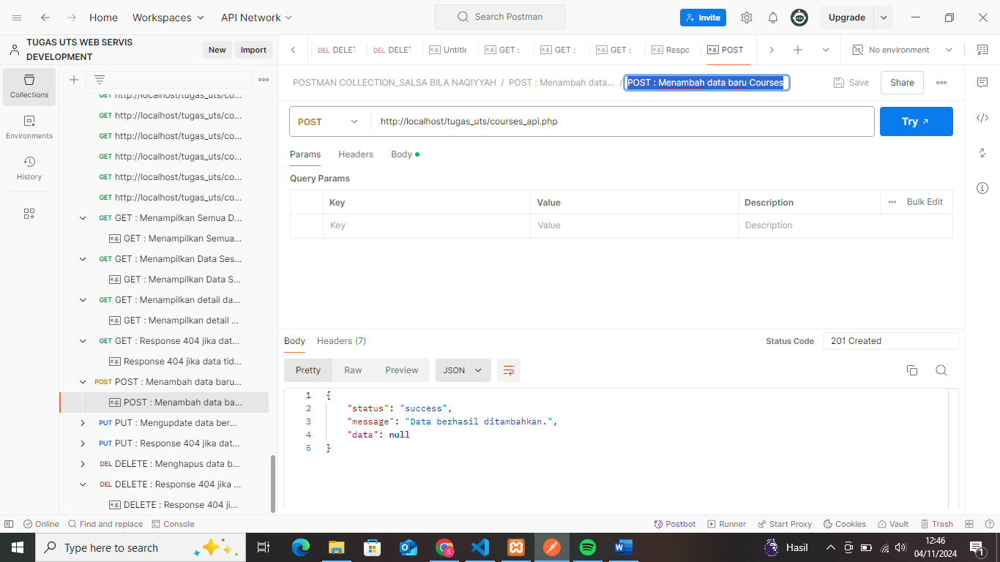 Home
Workspaces
API Network
Search Postman
Invite
Upgrade
TUGAS UTS WEB SERVIS
DEVELOPMENT
New
Import
DEL DELET
DEL DELET
e.g. Untitle
e.g. GET :
e.g. GET :
e.g. GET :
e.g. Respo
e.g. POST
No environment
Collections
Environments
History
GET http://localhost/tugas_uts/co...
GET http://localhost/tugas_uts/co...
GET http://localhost/tugas_uts/co...
GET http://localhost/tugas_uts/co...
GET http://localhost/tugas_uts/co...
GET http://localhost/tugas_uts/co...
GET GET : Menampilkan Semua D...
e.g. GET : Menampilkan Semua...
GET GET : Menampilkan Data Ses...
e.g. GET : Menampilkan Data S...
GET GET : Menampilkan detail da...
e.g. GET : Menampilkan detail ...
GET GET : Response 404 jika dat...
e.g. Response 404 jika data tid...
POST POST : Menambah data baru...
e.g. POST : Menambah data ba...
PUT PUT : Mengupdate data ber...
PUT PUT : Response 404 jika dat...
DEL DELETE : Menghapus data b...
DEL DELETE : Response 404 jika ...
e.g. DELETE : Response 404 ji...
POSTMAN COLLECTION_SALSA BILA NAQIYYAH / POST : Menambah data... / POST : Menambah data baru Courses
Save
Share
POST
http://localhost/tugas_uts/courses_api.php
Try
Params
Headers
Body
Query Params
Key
Value
Description
Bulk Edit
Key
Value
Description
Body
Headers (7)
Status Code
201 Created
Pretty
Raw
Preview
JSON
1 {
2 "status": "success",
3 "message": "Data berhasil ditambahkan.",
4 "data": null
5 }
Online
Find and replace
Console
Postbot
Runner
Start Proxy
Cookies
Vault
Trash
Type here to search
Hasil
12:46
04/11/2024
1